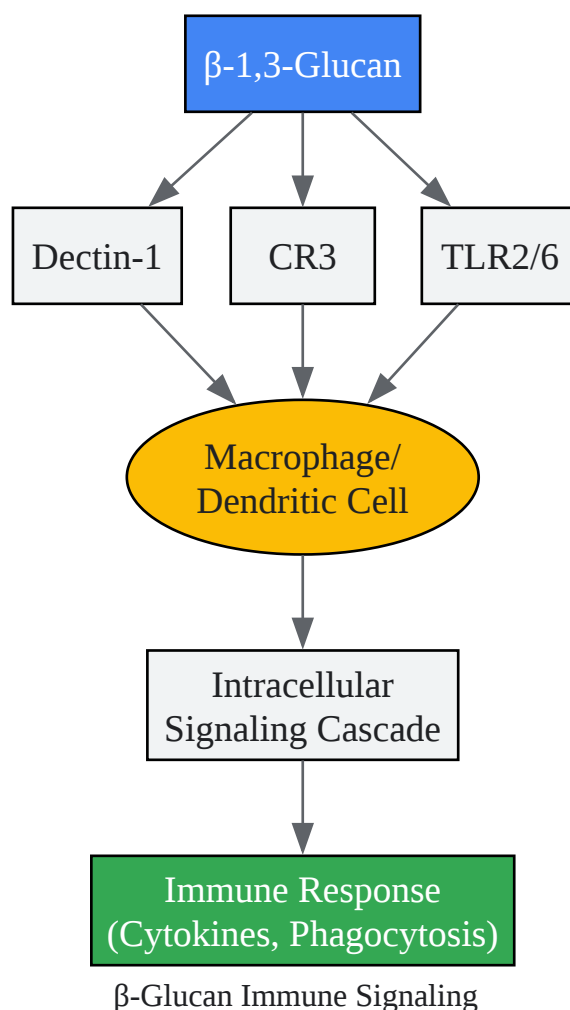 β-1,3-Glucan
Dectin-1
CR3
TLR2/6
Macrophage/
Dendritic Cell
Intracellular
Signaling Cascade
Immune Response
(Cytokines, Phagocytosis)
β-Glucan Immune Signaling